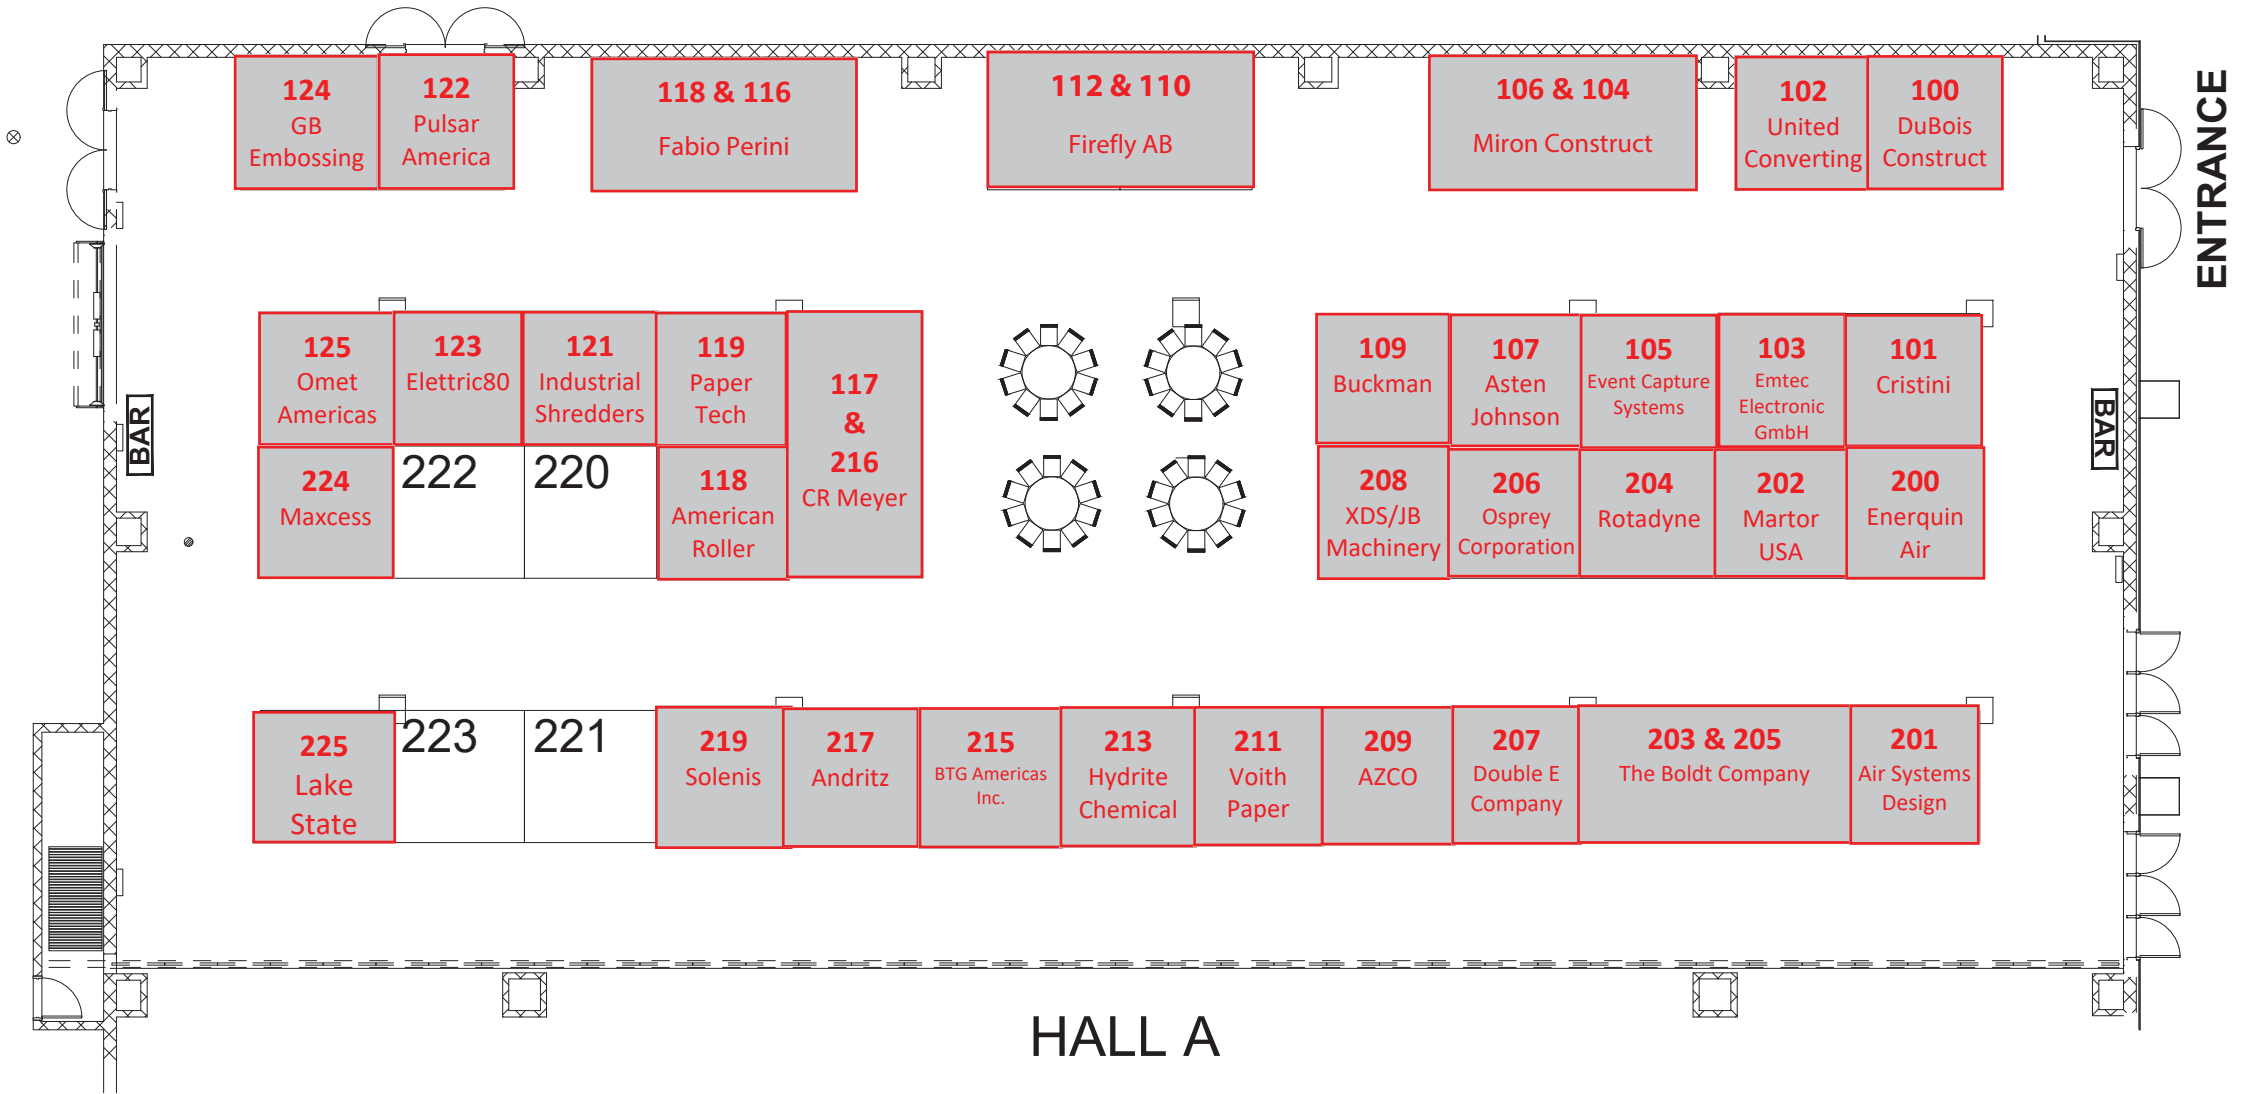 124
GB
Embossing
122
Pulsar
America
118 & 116
Fabio Perini
112 & 110
Firefly AB
106 & 104
Miron Construct
102
United
Converting
100
DuBois
Construct
ENTRANCE
125
Omet
Americas
123
Elettric80
121
Industrial
Shredders
119
Paper
Tech
117
&
216
CR Meyer
109
Buckman
107
Asten
Johnson
105
Event Capture
Systems
103
Emtec
Electronic
GmbH
101
Cristini
BAR
BAR
224
Maxcess
222
220
118
American
Roller
208
XDS/JB
Machinery
206
Osprey
Corporation
204
Rotadyne
202
Martor
USA
200
Enerquin
Air
225
Lake
State
223
221
219
Solenis
217
Andritz
215
BTG Americas
Inc.
213
Hydrite
Chemical
211
Voith
Paper
209
AZCO
207
Double E
Company
203 & 205
The Boldt Company
201
Air Systems
Design
HALL A